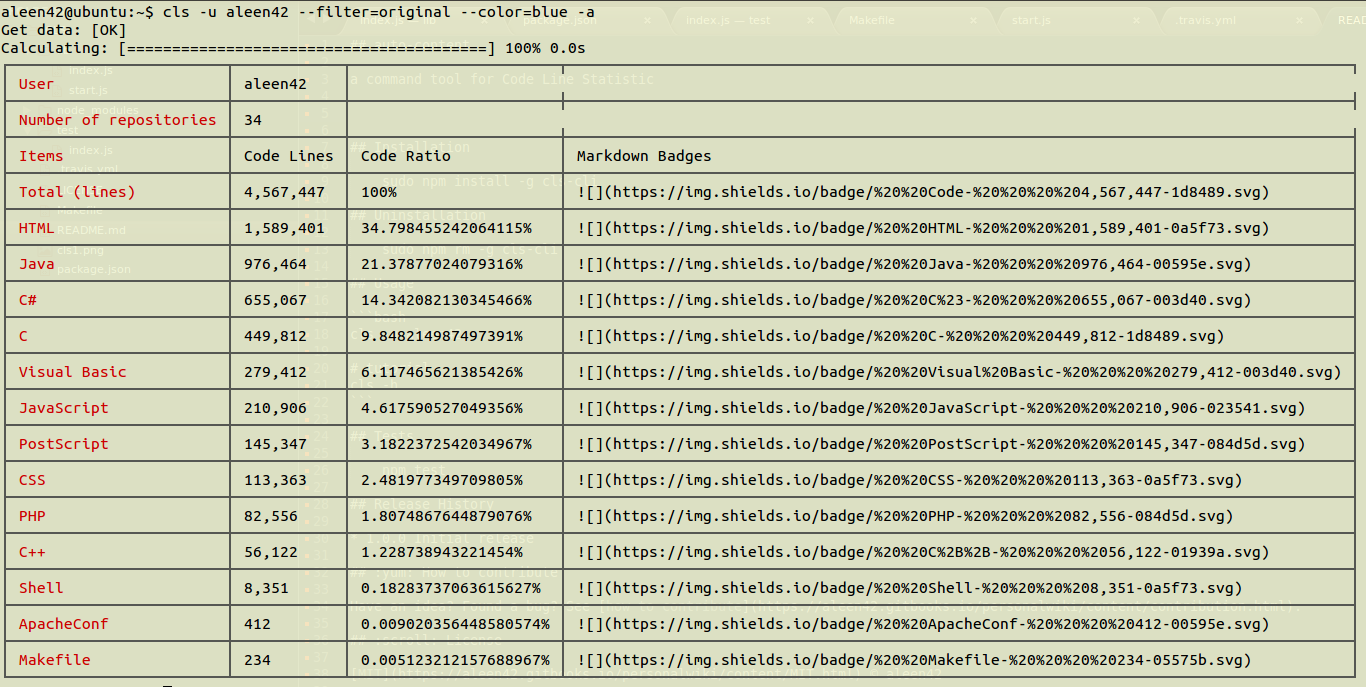 aleen42@ubuntu:~$ cls -u aleen42 --filter=original --color=blue -a
Get data: [OK]
Calculating: [========================================] 100% 0.0s
User aleen42
Number of repositories 34
Items Code Lines Code Ratio Markdown Badges
Total (lines) 4,567,447 100% ![](https://img.shields.io/badge/%20%20Code-%20%20%20%204,567,447-1d8489.svg)
HTML 1,589,401 34.798455242064115% ![](https://img.shields.io/badge/%20%20HTML-%20%20%20%201,589,401-0a5f73.svg)
Java 976,464 21.37877024079316% ![](https://img.shields.io/badge/%20%20Java-%20%20%20%20976,464-00595e.svg)
C# 655,067 14.342082130345466% ![](https://img.shields.io/badge/%20%20C%23-%20%20%20%20655,067-003d40.svg)
C 449,812 9.848214987497391% ![](https://img.shields.io/badge/%20%20C-%20%20%20%20449,812-1d8489.svg)
Visual Basic 279,412 6.117465621385426% ![](https://img.shields.io/badge/%20%20Visual%20Basic-%20%20%20%20279,412-003d40.svg)
JavaScript 210,906 4.617590527049356% ![](https://img.shields.io/badge/%20%20JavaScript-%20%20%20%20210,906-023541.svg)
PostScript 145,347 3.1822372542034967% ![](https://img.shields.io/badge/%20%20PostScript-%20%20%20%20145,347-084d5d.svg)
CSS 113,363 2.481977349709805% ![](https://img.shields.io/badge/%20%20CSS-%20%20%20%20113,363-0a5f73.svg)
PHP 82,556 1.8074867644879076% ![](https://img.shields.io/badge/%20%20PHP-%20%20%20%2082,556-084d5d.svg)
C++ 56,122 1.228738943221454% ![](https://img.shields.io/badge/%20%20C%2B%2B-%20%20%20%2056,122-01939a.svg)
Shell 8,351 0.18283737063615627% ![](https://img.shields.io/badge/%20%20Shell-%20%20%20%208,351-0a5f73.svg)
ApacheConf 412 0.009020356448580574% ![](https://img.shields.io/badge/%20%20ApacheConf-%20%20%20%20412-00595e.svg)
Makefile 234 0.005123212157688967% ![](https://img.shields.io/badge/%20%20Makefile-%20%20%20%20234-05575b.svg)